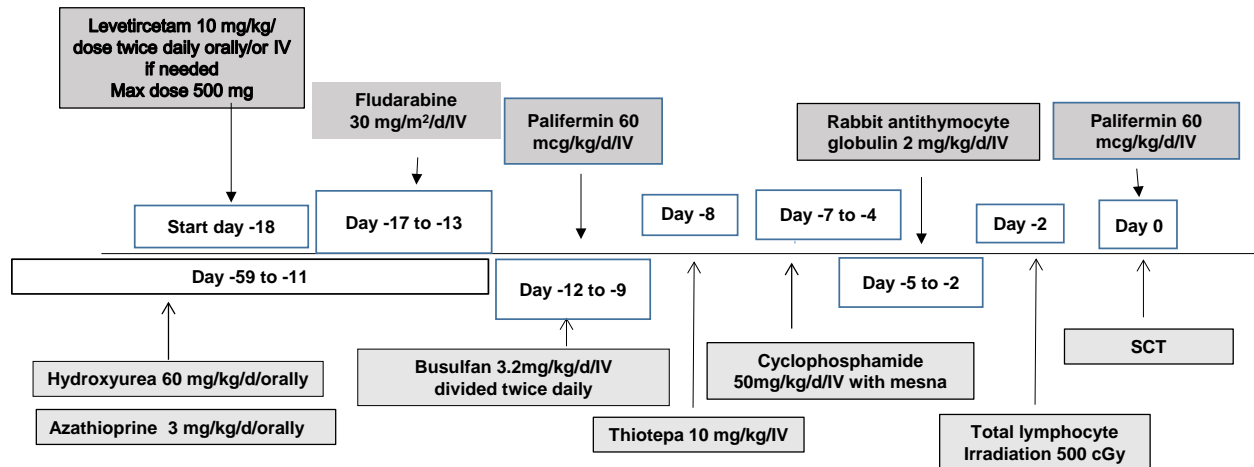 Levetircetam 10 mg/kg/
dose twice daily orally/or IV
if needed
Max dose 500 mg
Fludarabine
30 mg/m²/d/IV
Palifermin 60
mcg/kg/d/IV
Rabbit antithymocyte
globulin 2 mg/kg/d/IV
Palifermin 60
mcg/kg/d/IV
Start day -18
Day -17 to -13
Day -8
Day -7 to -4
Day -2
Day 0
Day -59 to -11
Day -12 to -9
Day -5 to -2
Hydroxyurea 60 mg/kg/d/orally
Azathioprine 3 mg/kg/d/orally
Busulfan 3.2mg/kg/d/IV
divided twice daily
Thiotepa 10 mg/kg/IV
Cyclophosphamide
50mg/kg/d/IV with mesna
Total lymphocyte
Irradiation 500 cGy
SCT